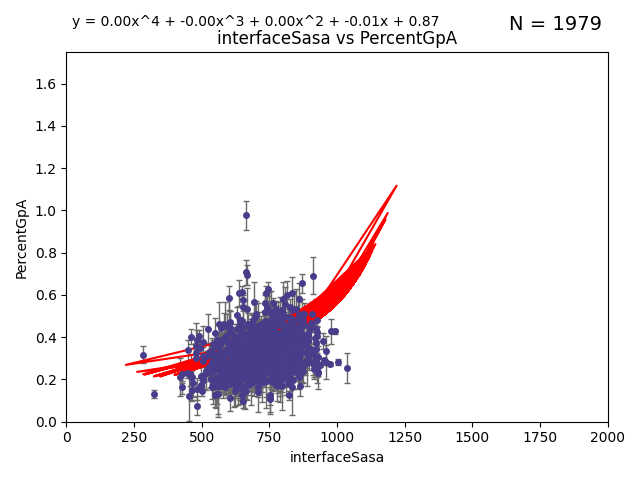 y = 0.00x^4 + -0.00x^3 + 0.00x^2 + -0.01x + 0.87
N = 1979
interfaceSasa vs PercentGpA
PercentGpA
1.6
1.4
1.2
1.0
0.8
0.6
0.4
0.2
0.0
0 250 500 750 1000 1250 1500 1750 2000
interfaceSasa